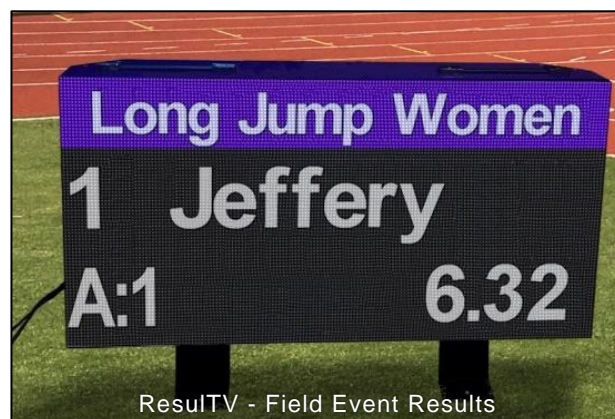 Long Jump Women
1 Jeffery
A:1 6.32
ResulTV - Field Event Results